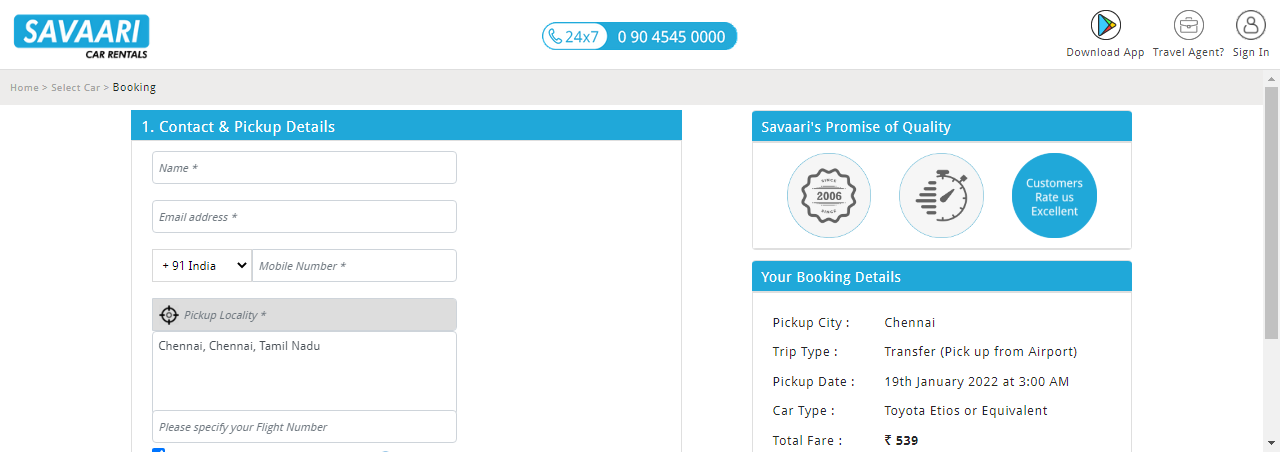 SAVAARI
CAR RENTALS
24x7 0 90 4545 0000
Download App
Travel Agent?
Sign In
Home > Select Car > Booking
1. Contact & Pickup Details
Name *
Email address *
+ 91 India
Mobile Number *
Pickup Locality *
Chennai, Chennai, Tamil Nadu
Please specify your Flight Number
Savaari's Promise of Quality
SINCE
2006
SINCE
Customers
Rate us
Excellent
Your Booking Details
Pickup City : Chennai
Trip Type : Transfer (Pick up from Airport)
Pickup Date : 19th January 2022 at 3:00 AM
Car Type : Toyota Etios or Equivalent
Total Fare : ₹ 539